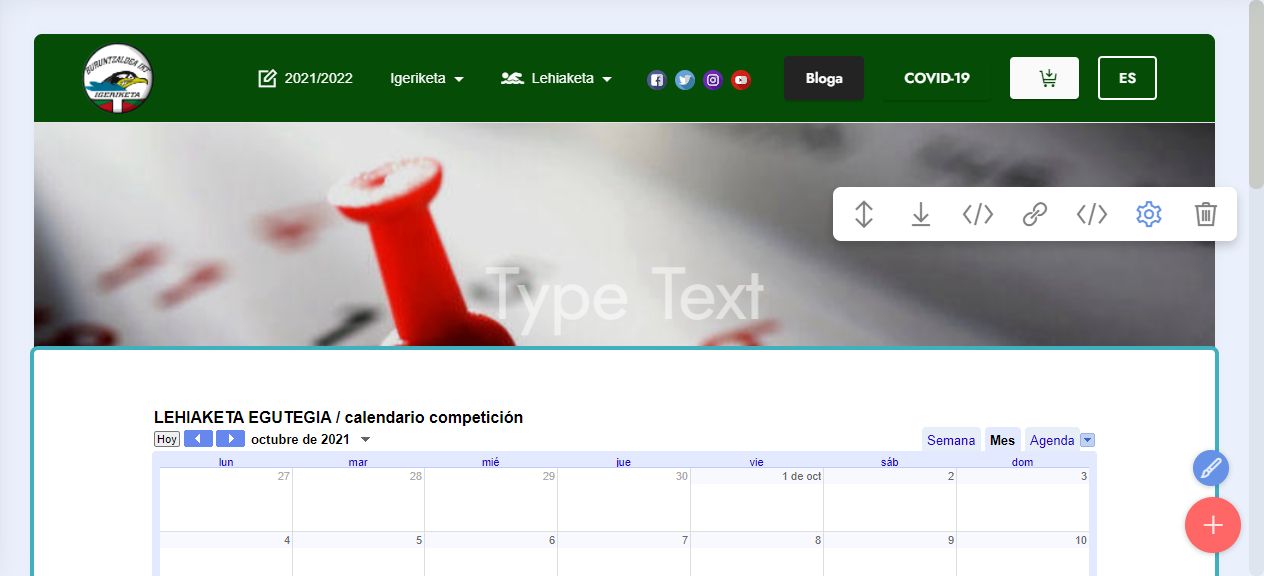 BURUNTZALDEA IKT
IGERIKETA
2021/2022 Igeriketa Lehiaketa Bloga COVID-19 ES
Type Text
LEHIAKETA EGUTEGIA / calendario competición
Hoy octubre de 2021 Semana Mes Agenda
lun mar mié jue vie sáb dom
27 28 29 30 1 de oct 2 3
4 5 6 7 8 9 10